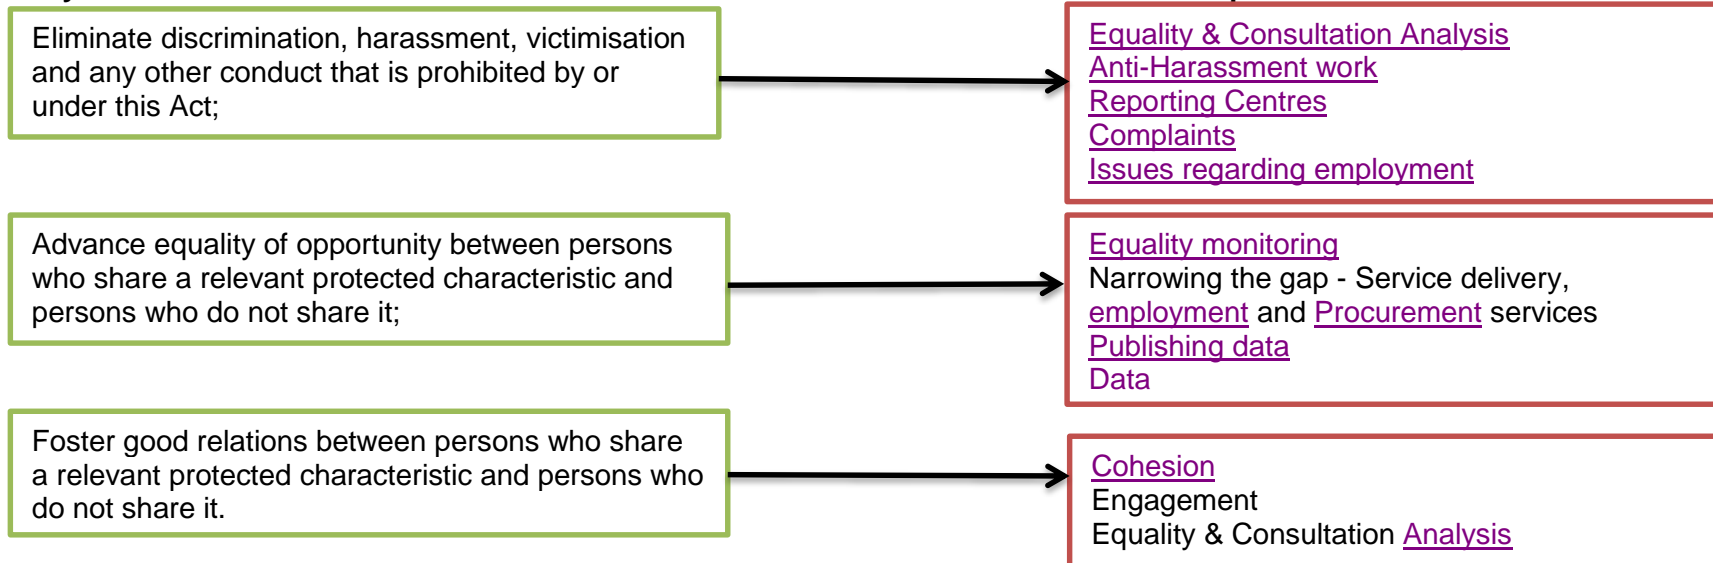 Eliminate discrimination, harassment, victimisation
and any other conduct that is prohibited by or
under this Act;
Equality & Consultation Analysis
Anti-Harassment work
Reporting Centres
Complaints
Issues regarding employment
Advance equality of opportunity between persons
who share a relevant protected characteristic and
persons who do not share it;
Equality monitoring
Narrowing the gap - Service delivery,
employment and Procurement services
Publishing data
Data
Foster good relations between persons who share
a relevant protected characteristic and persons who
do not share it.
Cohesion
Engagement
Equality & Consultation Analysis